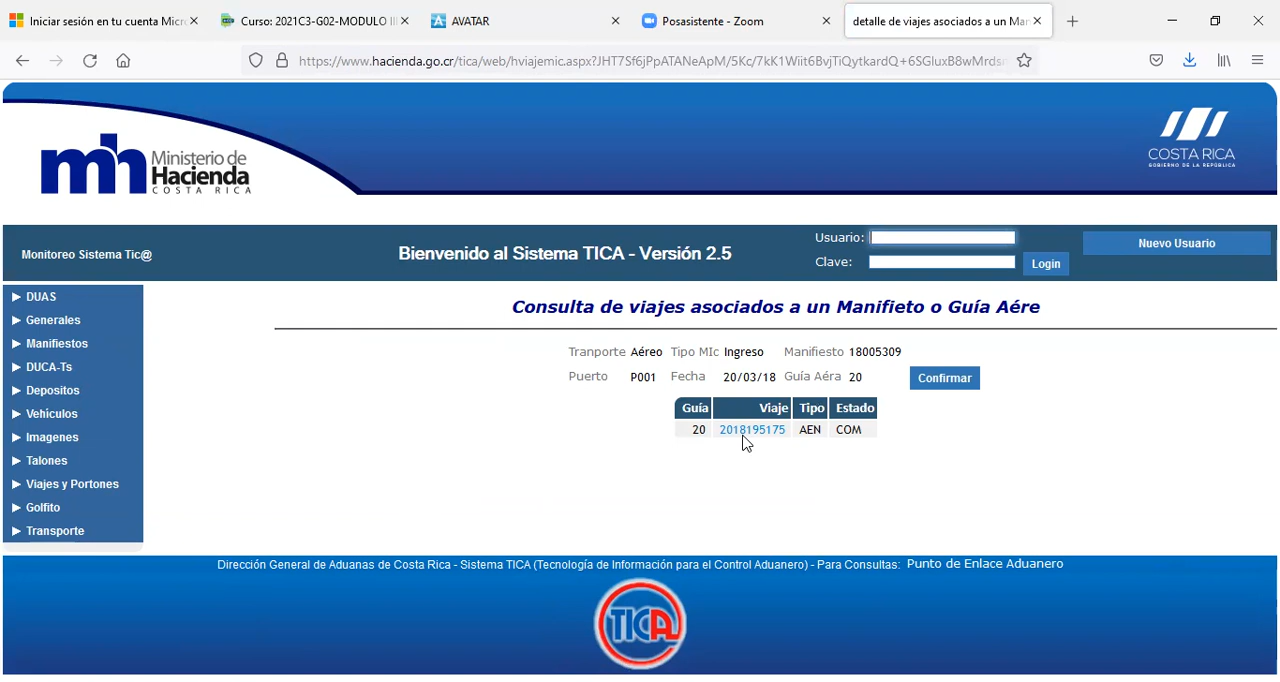 Iniciar sesión en tu cuenta Micr
Curso: 2021C3-G02-MODULO III
AVATAR
Posasistente - Zoom
detalle de viajes asociados a un Man
https://www.hacienda.go.cr/tica/web/hviajemic.aspx?JHT7Sf6jPpATANeApM/5Kc/7kK1Wiit6BvjTiQytkardQ+6SGluxB8wMrdsm
mh Ministerio de Hacienda
COSTA RICA
COSTA RICA
GOBIERNO DE LA REPÚBLICA
Monitoreo Sistema Tic@
Bienvenido al Sistema TICA - Versión 2.5
Usuario:
Clave:
Login
Nuevo Usuario
DUAS
Generales
Manifiestos
DUCA-Ts
Depositos
Vehículos
Imagenes
Talones
Viajes y Portones
Golfito
Transporte
Consulta de viajes asociados a un Manifieto o Guía Aére
Tranporte Aéreo Tipo MIc Ingreso Manifiesto 18005309
Puerto P001 Fecha 20/03/18 Guía Aéra 20 Confirmar
Guía Viaje Tipo Estado
20 2018195175 AEN COM
Dirección General de Aduanas de Costa Rica - Sistema TICA (Tecnología de Información para el Control Aduanero) - Para Consultas: Punto de Enlace Aduanero
TICA